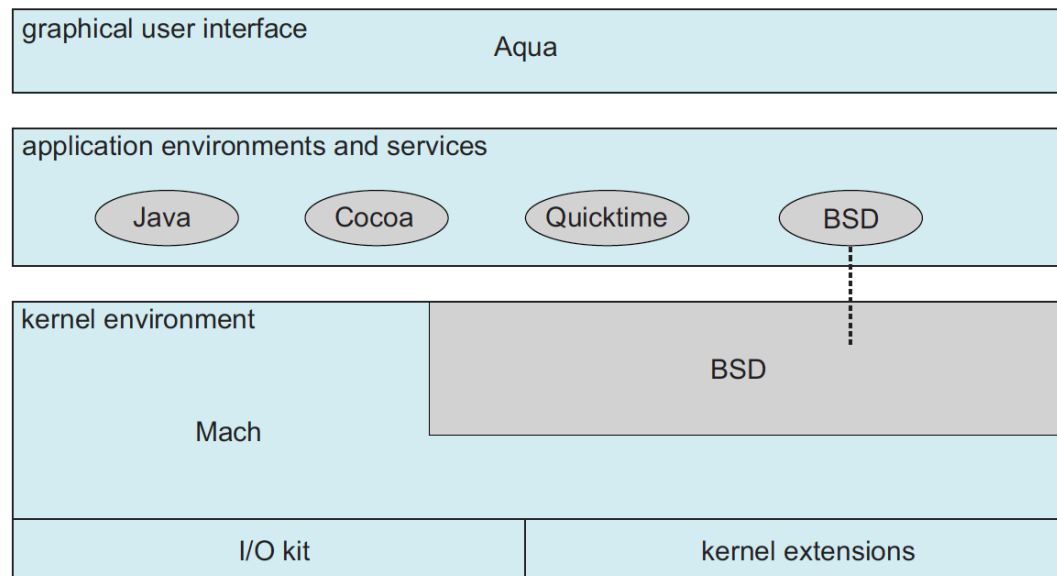 graphical user interface
Aqua
application environments and services
Java
Cocoa
Quicktime
BSD
kernel environment
BSD
Mach
I/O kit
kernel extensions